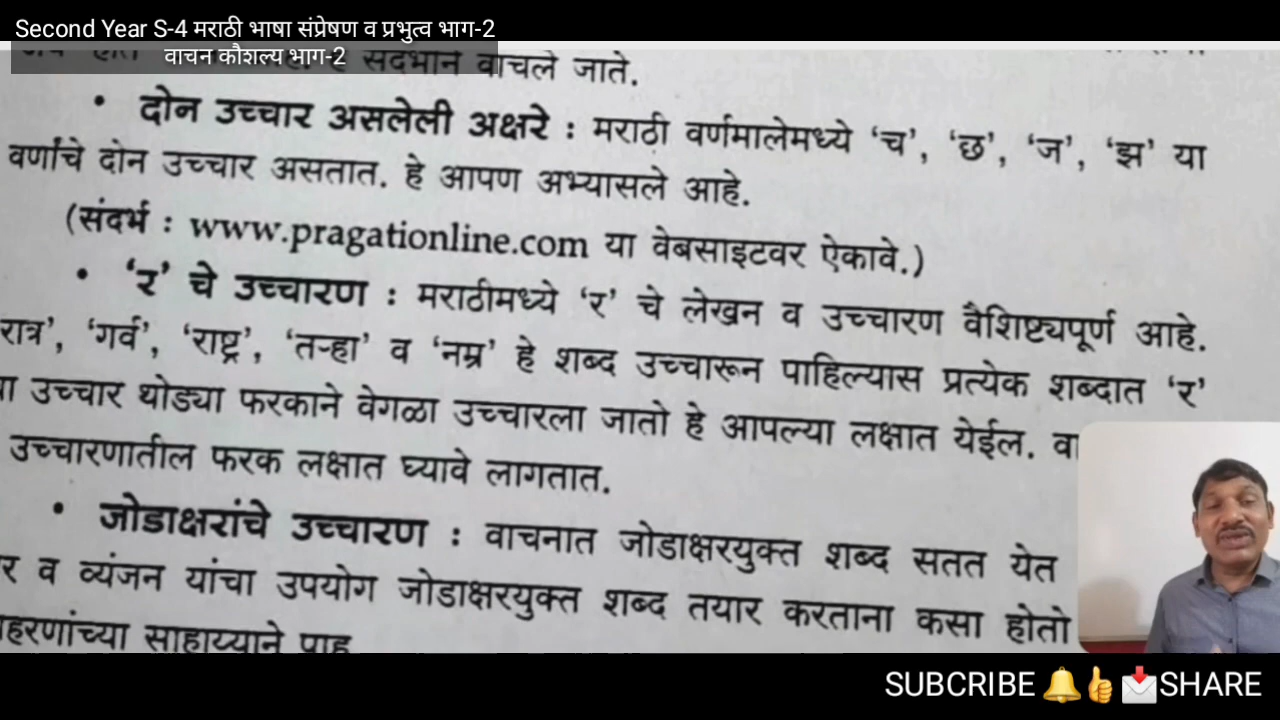 Second Year S-4 मराठी भाषा संप्रेषण व प्रभुत्व भाग-2
वाचन कौशल्य भाग-2
संदर्भाने वाचले जाते.
• दोन उच्चार असलेली अक्षरे : मराठी वर्णमालेमध्ये ‘च’, ‘छ’, ‘ज’, ‘झ’ या
वर्णांचे दोन उच्चार असतात. हे आपण अभ्यासले आहे.
(संदर्भ : www.pragationline.com या वेबसाइटवर ऐकावे.)
• ‘र’ चे उच्चारण : मराठीमध्ये ‘र’ चे लेखन व उच्चारण वैशिष्ट्यपूर्ण आहे.
रात्र’, ‘गर्व’, ‘राष्ट्र’, ‘तऱ्हा’ व ‘नम्र’ हे शब्द उच्चारून पाहिल्यास प्रत्येक शब्दात ‘र’
उच्चार थोड्या फरकाने वेगळा उच्चारला जातो हे आपल्या लक्षात येईल.
उच्चारणातील फरक लक्षात घ्यावे लागतात.
• जोडाक्षरांचे उच्चारण : वाचनात जोडाक्षरयुक्त शब्द सतत येत
र व व्यंजन यांचा उपयोग जोडाक्षरयुक्त शब्द तयार करताना कसा होतो
हरणांच्या साहाय्याने पाहू
SUBSCRIBE 🔔👍 📩SHARE